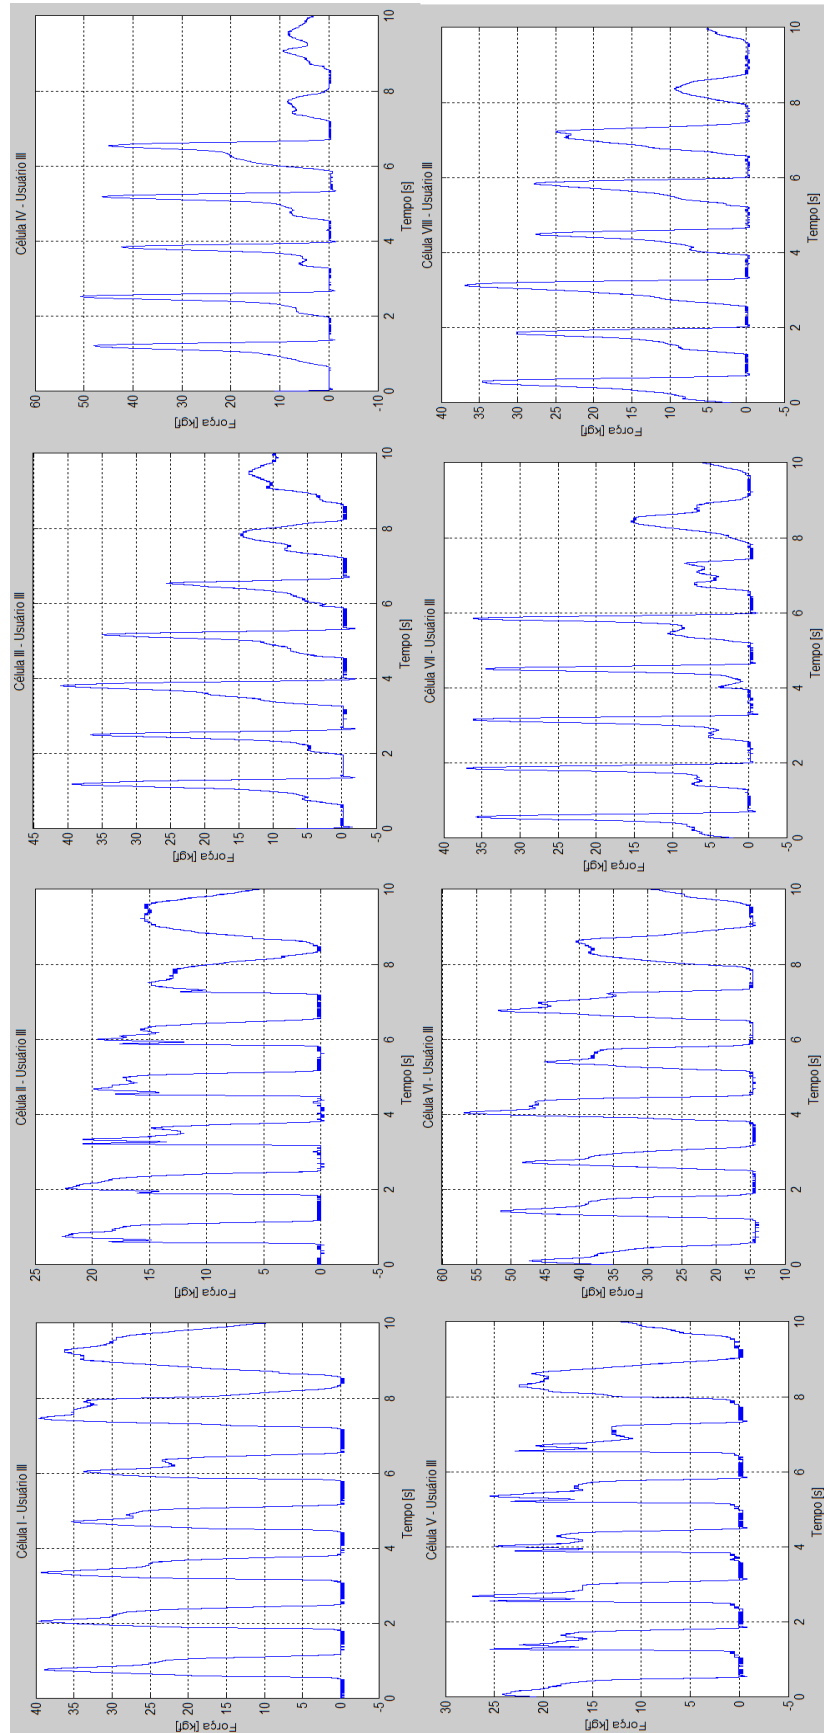 Célula I - Usuário III
40
35
30
25
20
15
10
5
0
-5
Força [kgf]
0 2 4 6 8 10
Tempo [s]
Célula II - Usuário III
25
20
15
10
5
0
-5
Força [kgf]
0 2 4 6 8 10
Tempo [s]
Célula III - Usuário III
45
40
35
30
25
20
15
10
5
0
-5
Força [kgf]
0 2 4 6 8 10
Tempo [s]
Célula IV - Usuário III
60
50
40
30
20
10
0
-10
Força [kgf]
0 2 4 6 8 10
Tempo [s]
Célula V - Usuário III
30
25
20
15
10
5
0
-5
Força [kgf]
0 2 4 6 8 10
Tempo [s]
Célula VI - Usuário III
60
55
50
45
40
35
30
25
20
15
10
Força [kgf]
0 2 4 6 8 10
Tempo [s]
Célula VII - Usuário III
40
35
30
25
20
15
10
5
0
-5
Força [kgf]
0 2 4 6 8 10
Tempo [s]
Célula VIII - Usuário III
40
35
30
25
20
15
10
5
0
-5
Força [kgf]
0 2 4 6 8 10
Tempo [s]